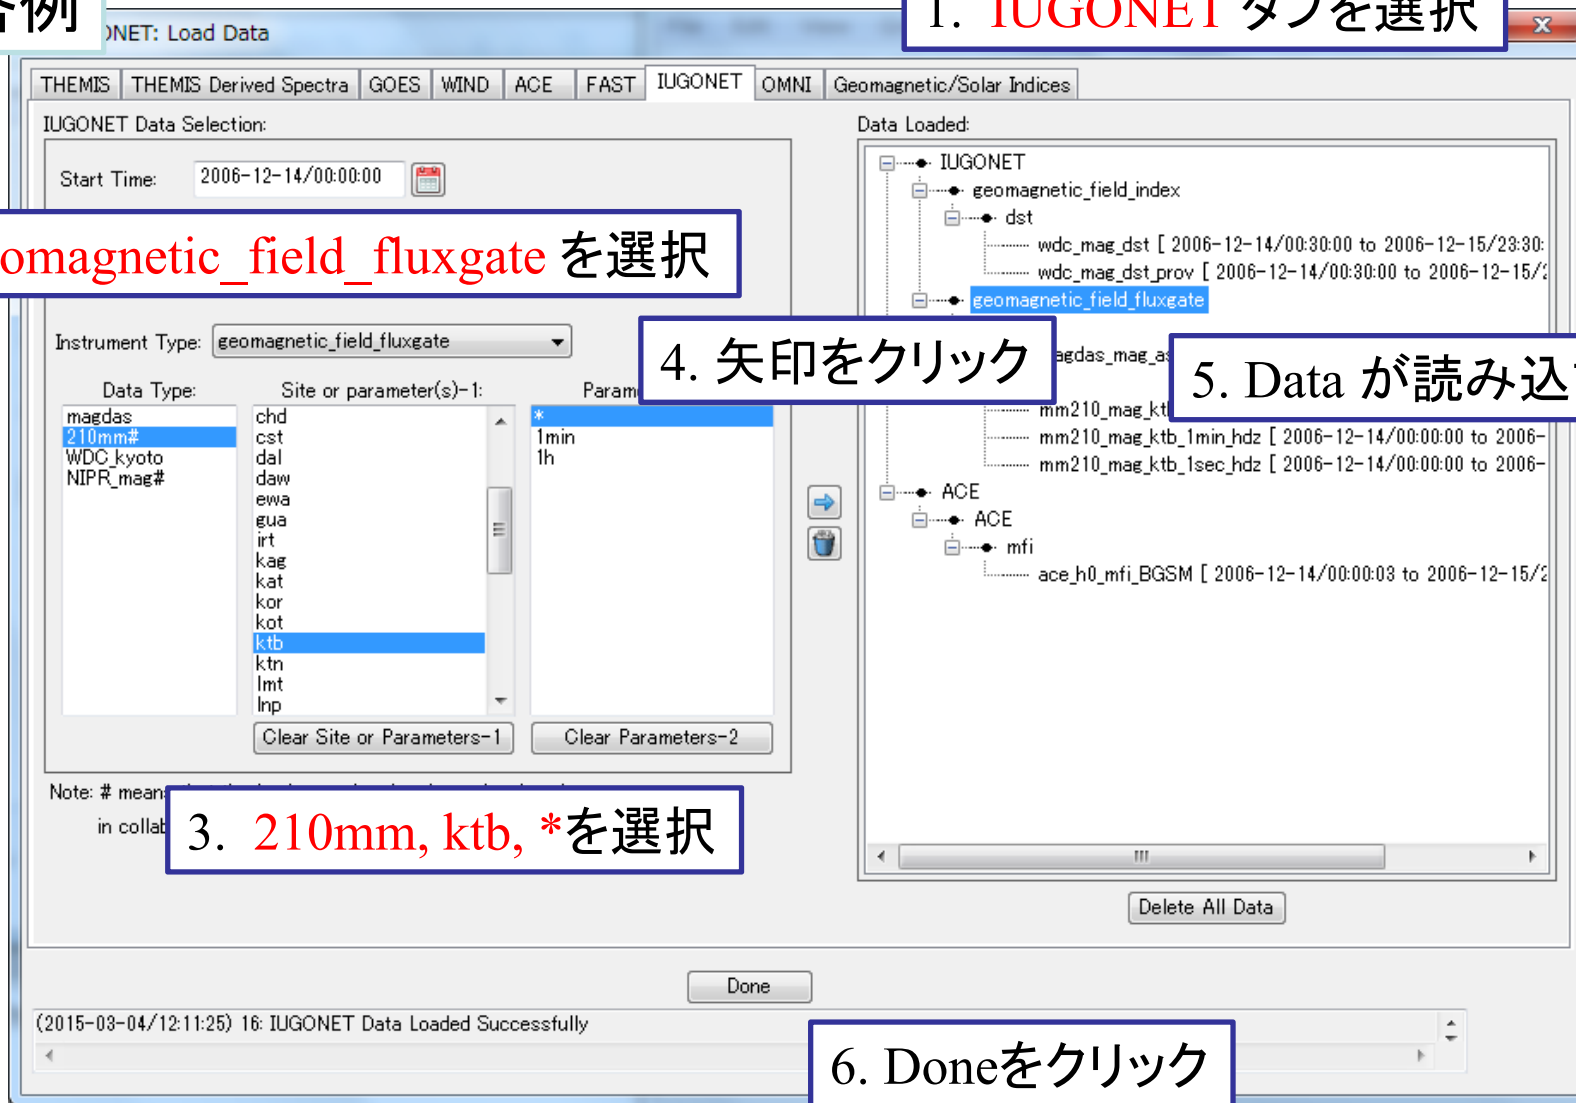 答例
1. IUGONET タブを選択
ONET: Load Data
THEMIS THEMIS Derived Spectra GOES WIND ACE FAST IUGONET OMNI Geomagnetic/Solar Indices
IUGONET Data Selection:
Start Time: 2006-12-14/00:00:00
omagnetic_field_fluxgate を選択
Instrument Type: geomagnetic_field_fluxgate
4. 矢印をクリック
Data Type:
magdas
210mm#
WDC_kyoto
NIPR_mag#
Site or parameter(s)-1:
chd
cst
dal
daw
ewa
gua
irt
kag
kat
kor
kot
ktb
ktn
lmt
lnp
Clear Site or Parameters-1
Param
*
1min
1h
Clear Parameters-2
Note: # mean
in collab
3. 210mm, ktb, *を選択
Data Loaded:
IUGONET
geomagnetic_field_index
dst
wdc_mag_dst [ 2006-12-14/00:30:00 to 2006-12-15/23:30:
wdc_mag_dst_prov [ 2006-12-14/00:30:00 to 2006-12-15/2
geomagnetic_field_fluxgate
agdas_mag_as
5. Data が読み込
mm210_mag_ktb
mm210_mag_ktb_1min_hdz [ 2006-12-14/00:00:00 to 2006-
mm210_mag_ktb_1sec_hdz [ 2006-12-14/00:00:00 to 2006-
ACE
ACE
mfi
ace_h0_mfi_BGSM [ 2006-12-14/00:00:03 to 2006-12-15/2
Delete All Data
Done
(2015-03-04/12:11:25) 16: IUGONET Data Loaded Successfully
6. Doneをクリック